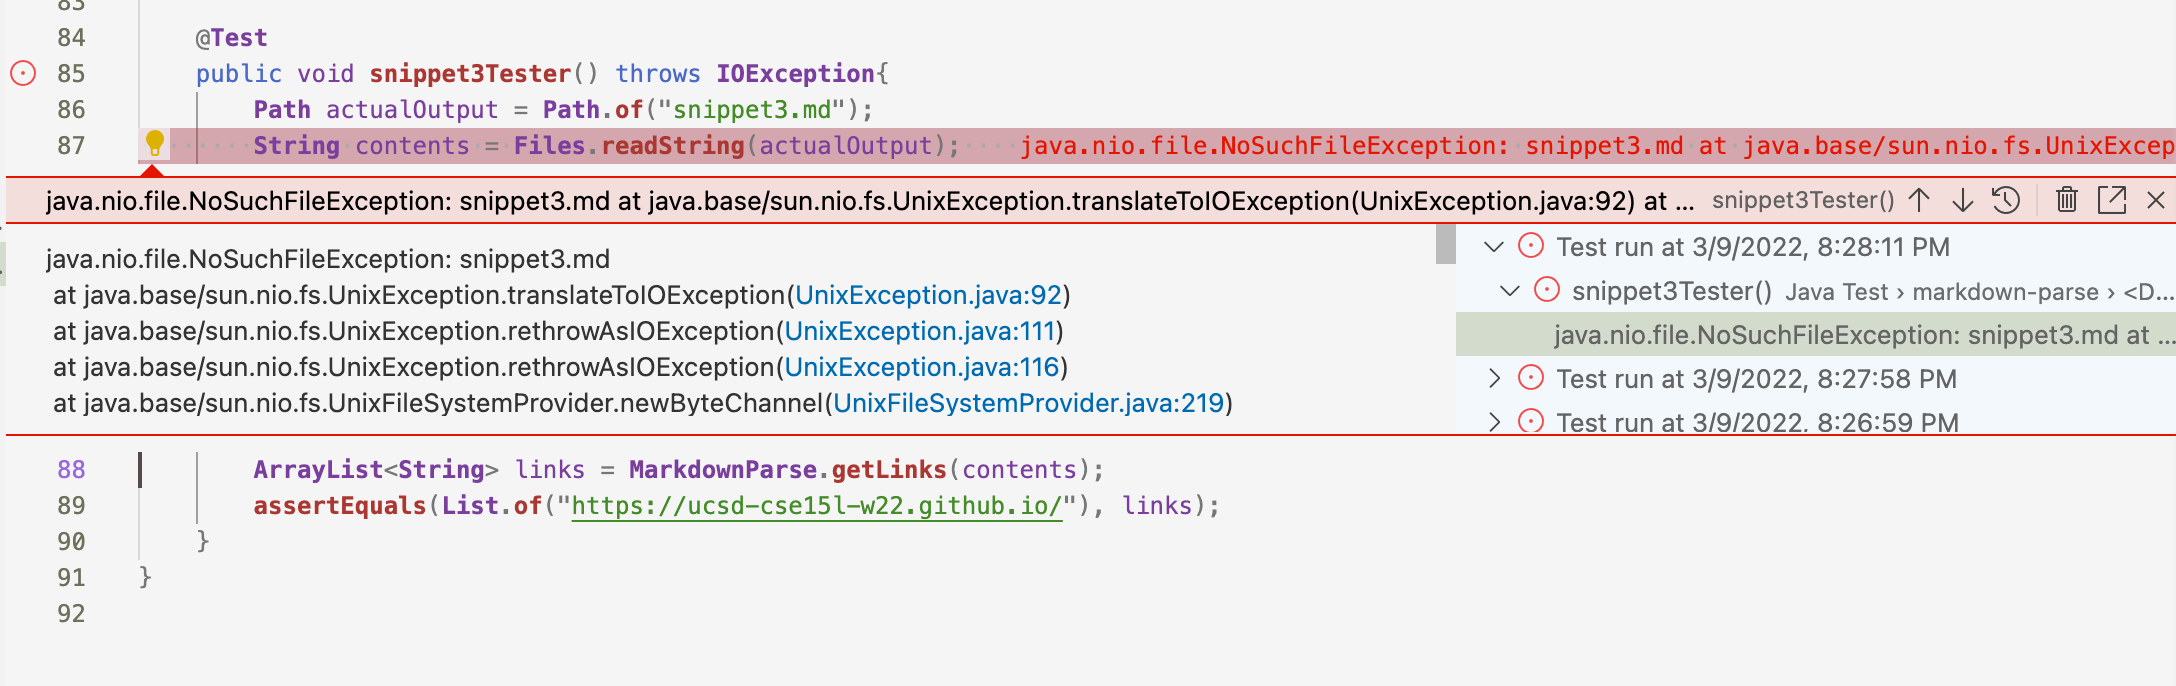 83
84 @Test
85 public void snippet3Tester() throws IOException{
86 Path actualOutput = Path.of("snippet3.md");
87 String contents = Files.readString(actualOutput); java.nio.file.NoSuchFileException: snippet3.md at java.base/sun.nio.fs.UnixExcep
java.nio.file.NoSuchFileException: snippet3.md at java.base/sun.nio.fs.UnixException.translateToIOException(UnixException.java:92) at ... snippet3Tester()
java.nio.file.NoSuchFileException: snippet3.md
at java.base/sun.nio.fs.UnixException.translateToIOException(UnixException.java:92)
at java.base/sun.nio.fs.UnixException.rethrowAsIOException(UnixException.java:111)
at java.base/sun.nio.fs.UnixException.rethrowAsIOException(UnixException.java:116)
at java.base/sun.nio.fs.UnixFileSystemProvider.newByteChannel(UnixFileSystemProvider.java:219)
Test run at 3/9/2022, 8:28:11 PM
snippet3Tester() Java Test › markdown-parse › <D...
java.nio.file.NoSuchFileException: snippet3.md at ...
Test run at 3/9/2022, 8:27:58 PM
Test run at 3/9/2022, 8:26:59 PM
88 ArrayList<String> links = MarkdownParse.getLinks(contents);
89 assertEquals(List.of("https://ucsd-cse15l-w22.github.io/"), links);
90 }
91 }
92